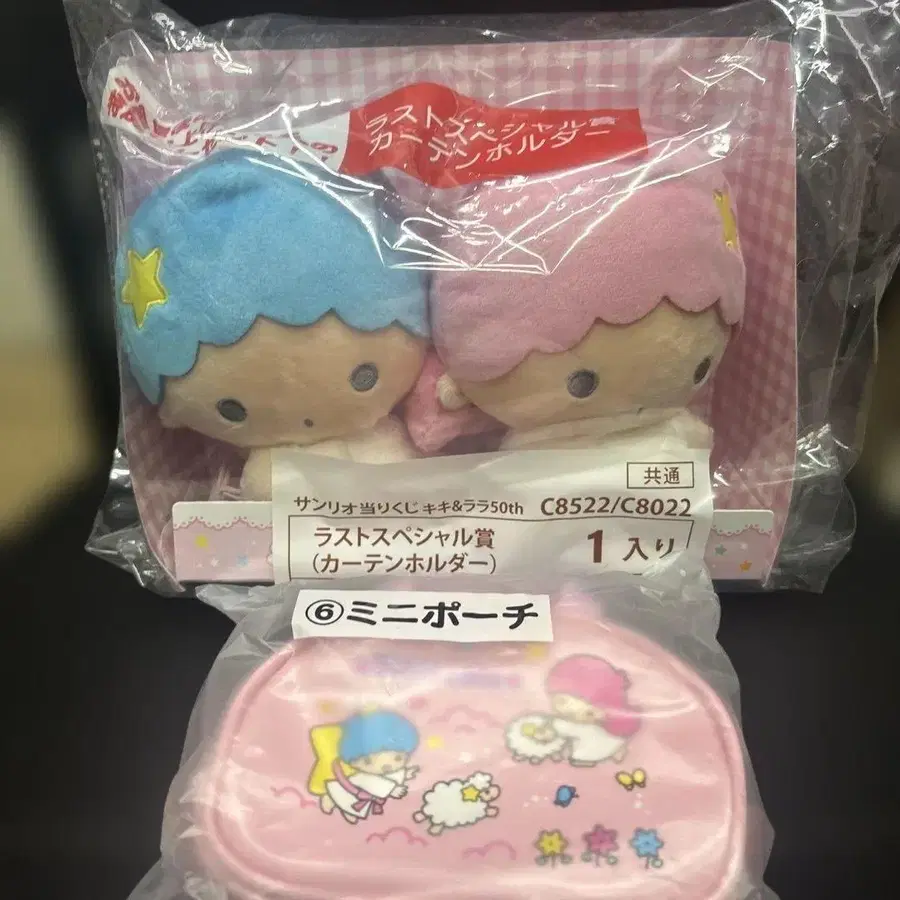 ラストスペシャル賞
カーテンホルダー
共通
サンリオ当りくじ キキ&ララ50th C8522/C8022
ラストスペシャル賞
(カーテンホルダー)
1入り
⑥ミニポーチ